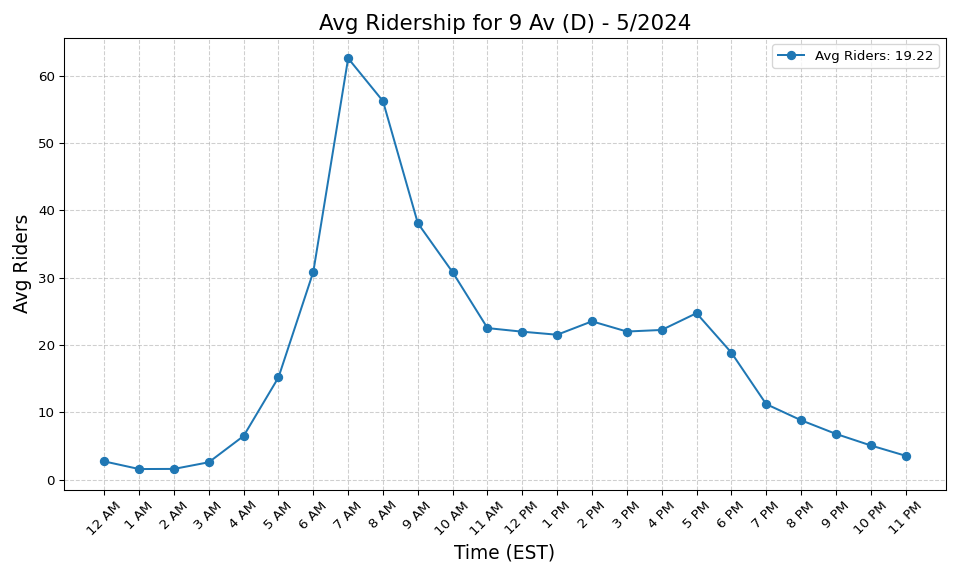 Avg Ridership for 9 Av (D) - 5/2024
Avg Riders: 19.22
Avg Riders
60
50
40
30
20
10
0
12 AM
1 AM
2 AM
3 AM
4 AM
5 AM
6 AM
7 AM
8 AM
9 AM
10 AM
11 AM
12 PM
1 PM
2 PM
3 PM
4 PM
5 PM
6 PM
7 PM
8 PM
9 PM
10 PM
11 PM
Time (EST)